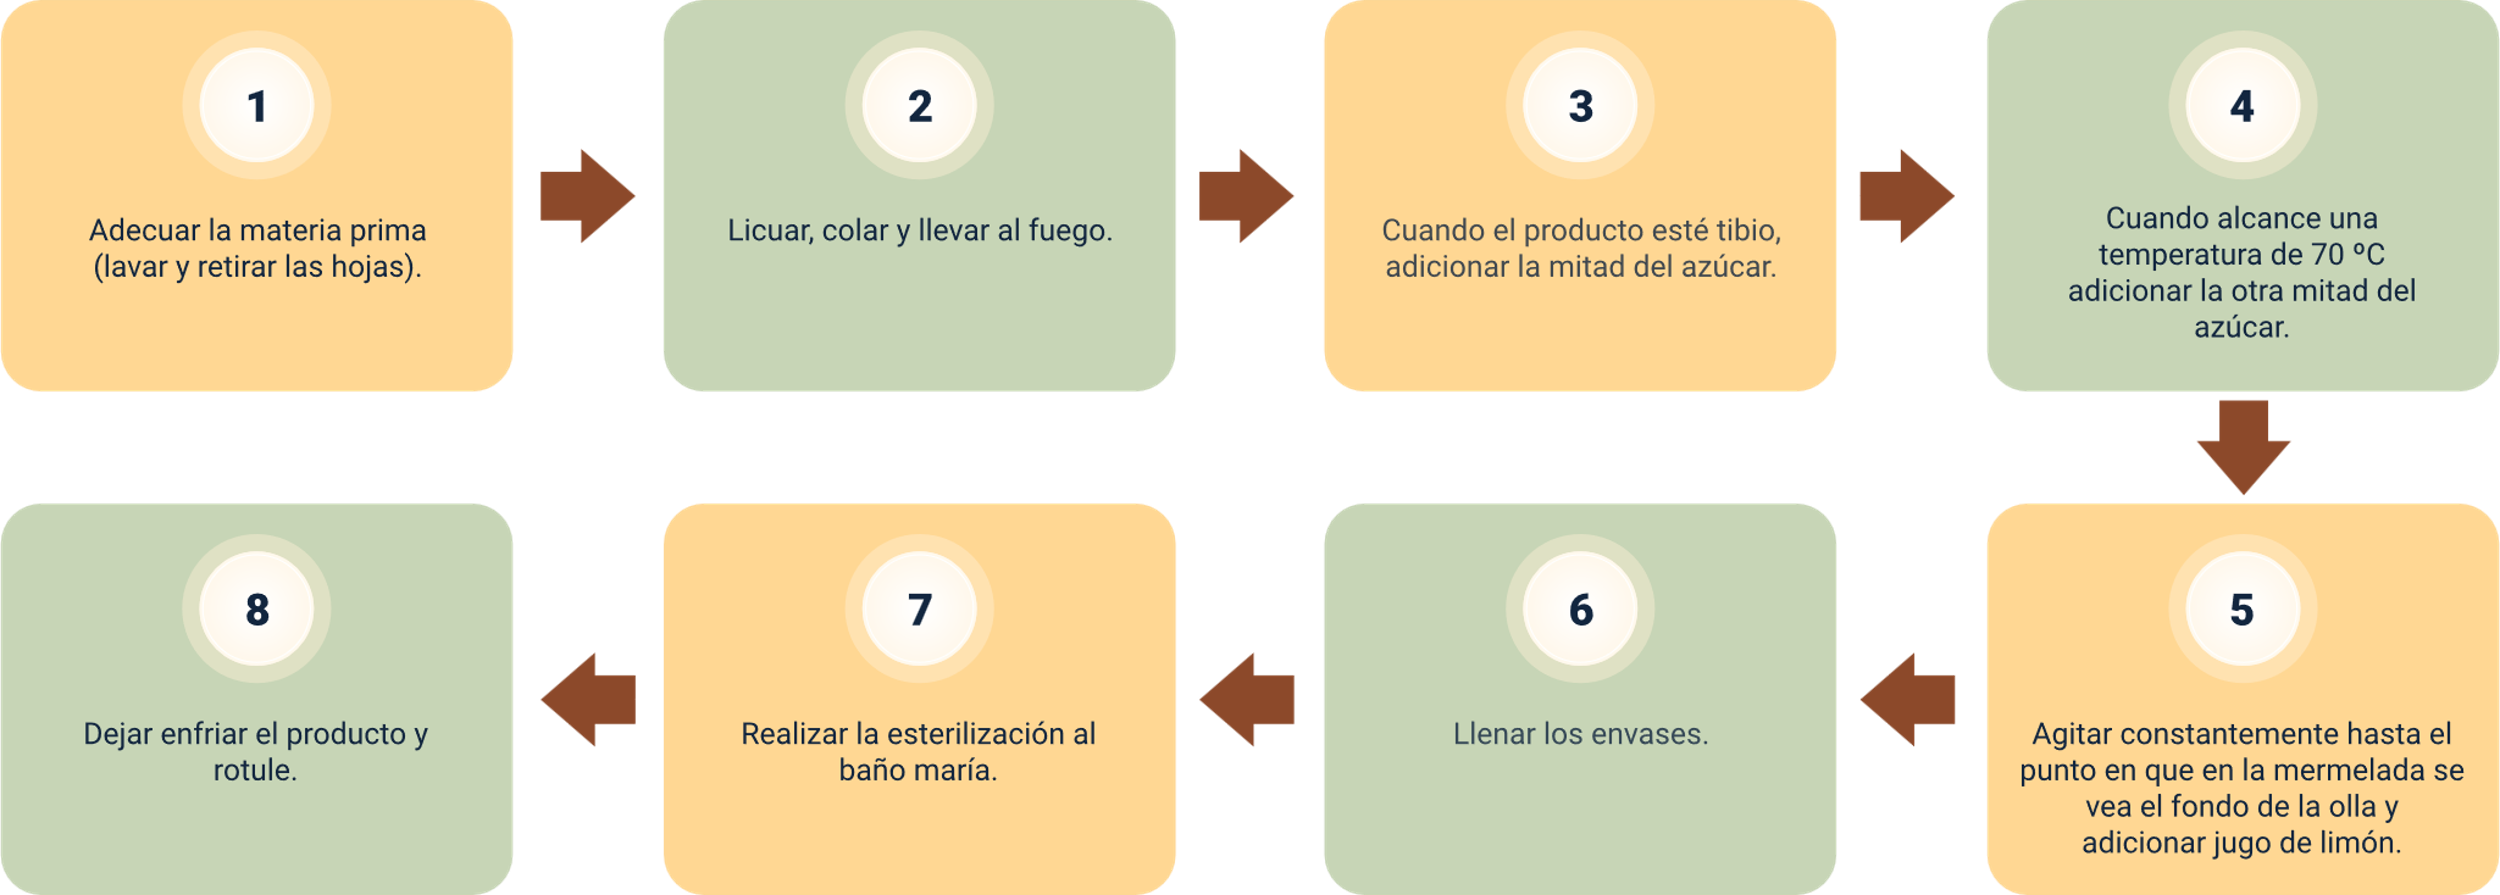 1
Adecuar la materia prima
(lavar y retirar las hojas).
2
Licuar, colar y llevar al fuego.
3
Cuando el producto esté tibio,
adicionar la mitad del azúcar.
4
Cuando alcance una
temperatura de 70 ºC
adicionar la otra mitad del
azúcar.
5
Agitar constantemente hasta el
punto en que en la mermelada se
vea el fondo de la olla y
adicionar jugo de limón.
6
Llenar los envases.
7
Realizar la esterilización al
baño maría.
8
Dejar enfriar el producto y
rotule.